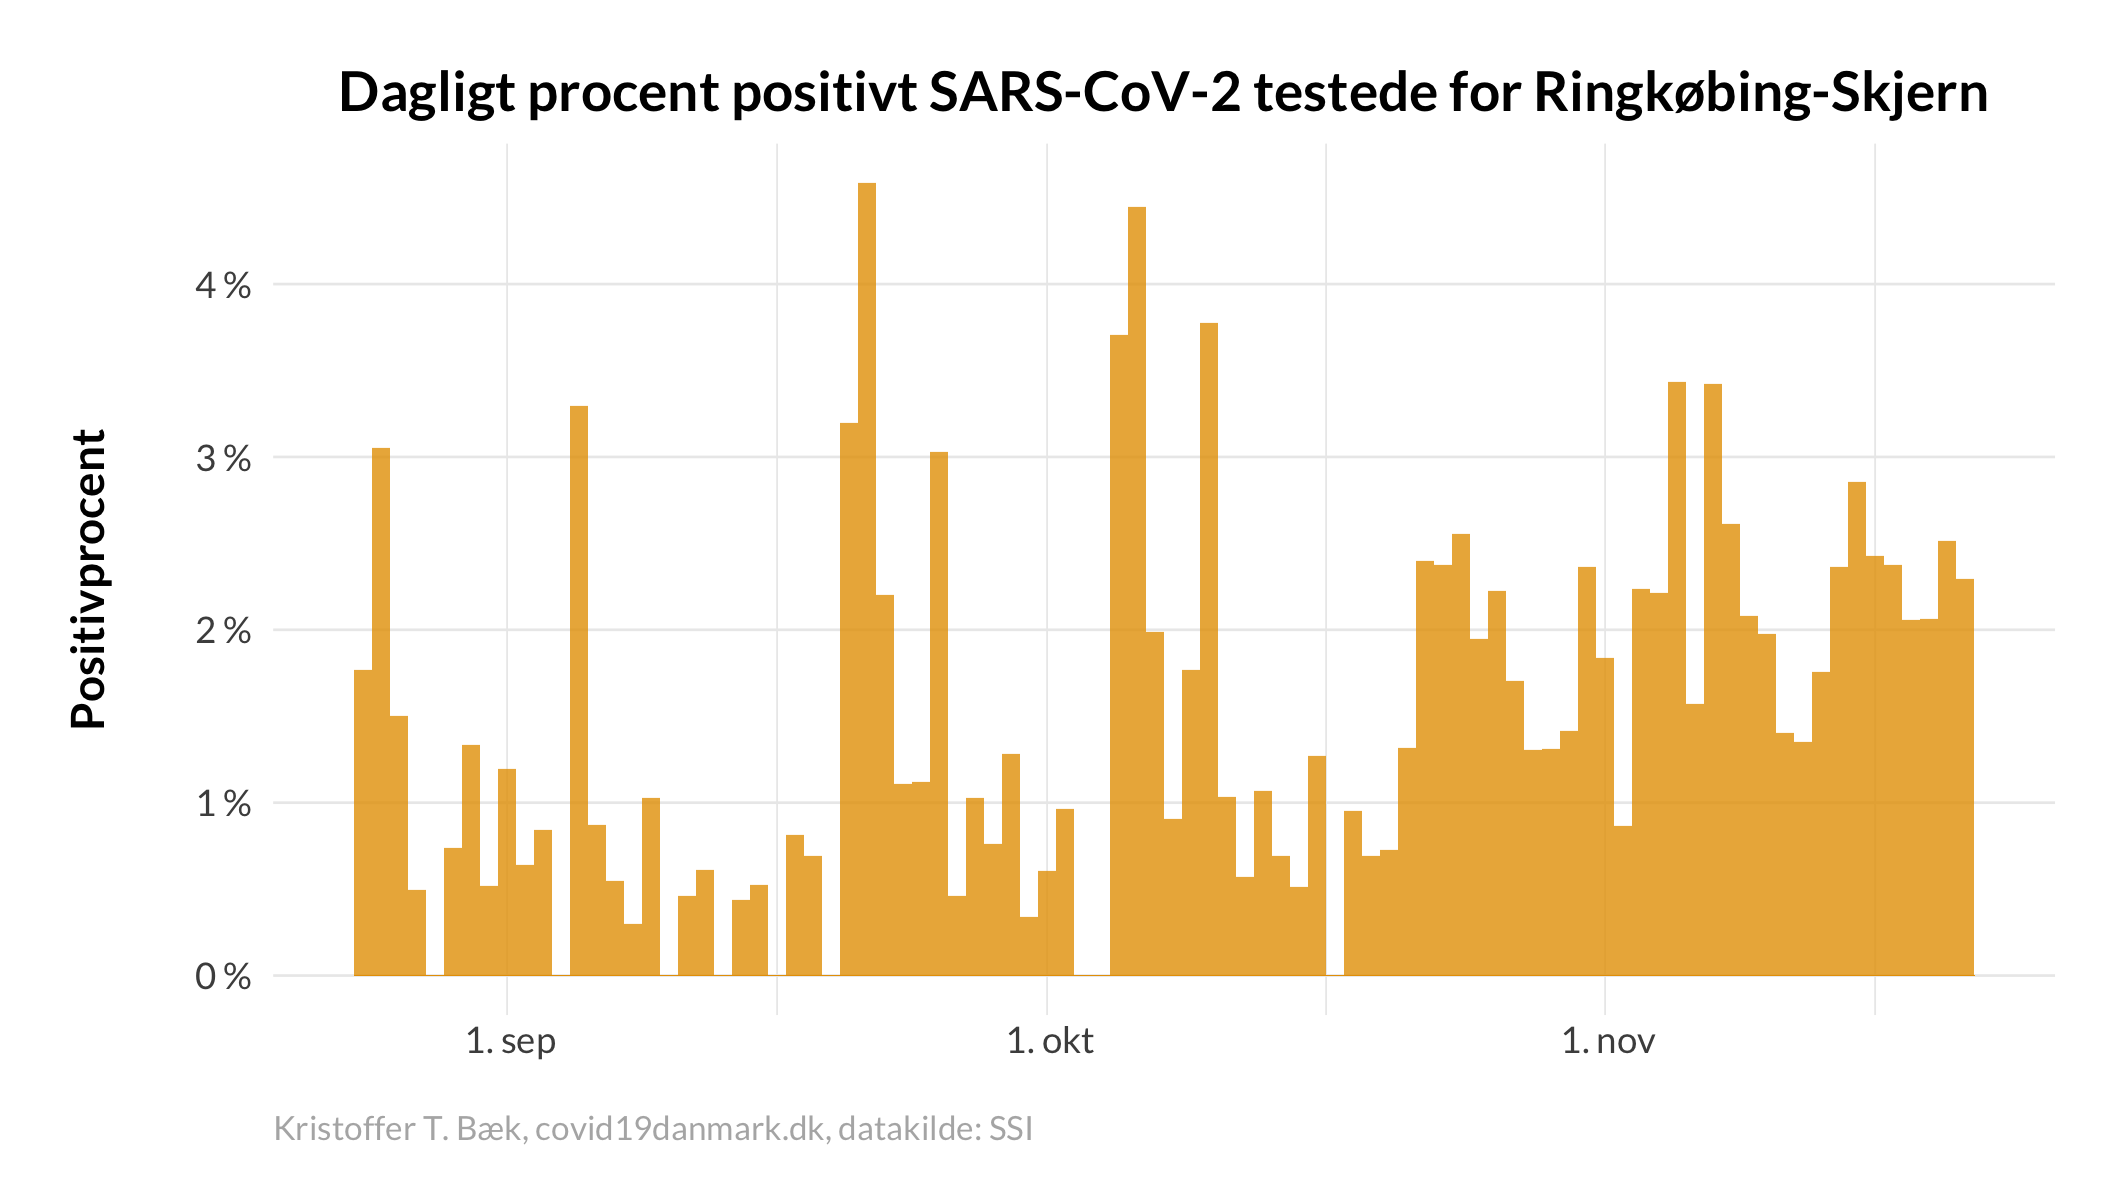 Dagligt procent positivt SARS-CoV-2 testede for Ringkøbing-Skjern
Positivprocent
4 %
3 %
2 %
1 %
0 %
1. sep
1. okt
1. nov
Kristoffer T. Bæk, covid19danmark.dk, datakilde: SSI